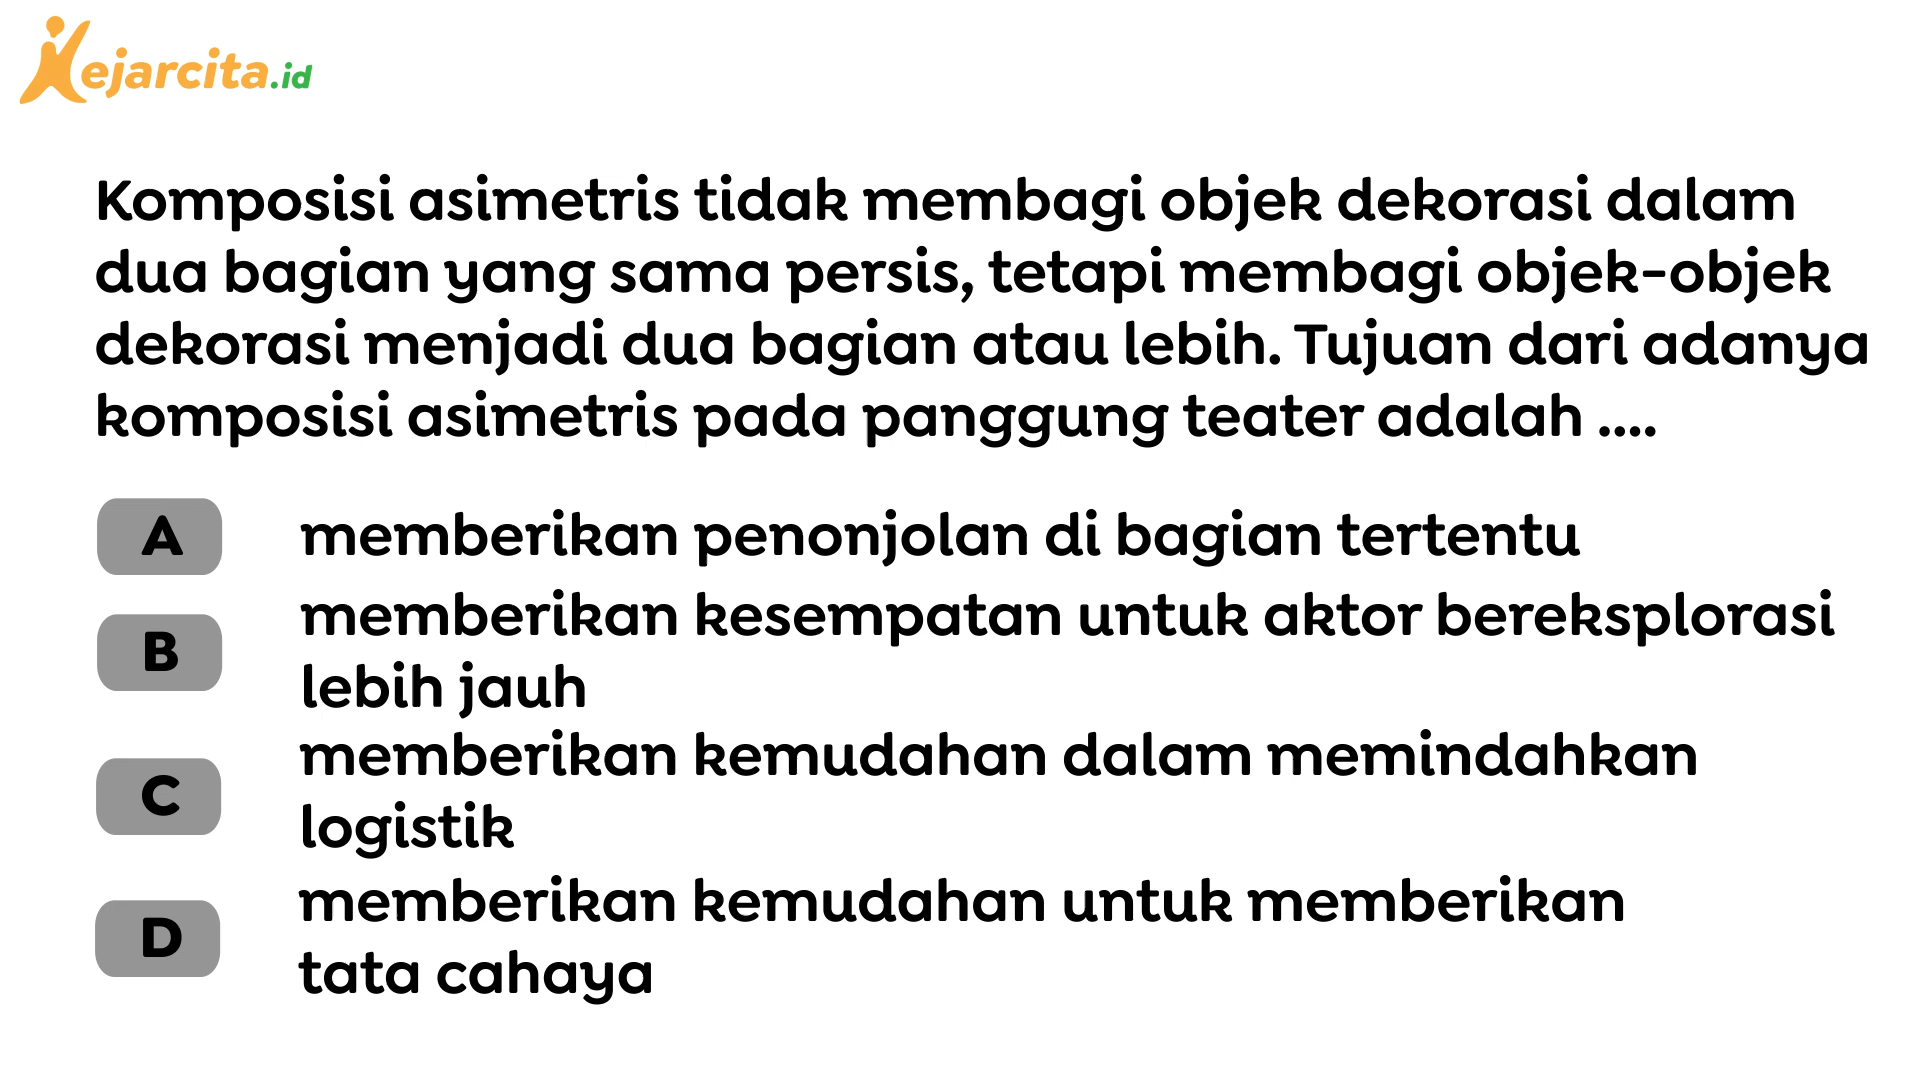 Kejarcita.id
Komposisi asimetris tidak membagi objek dekorasi dalam
dua bagian yang sama persis, tetapi membagi objek-objek
dekorasi menjadi dua bagian atau lebih. Tujuan dari adanya
komposisi asimetris pada panggung teater adalah ....
A memberikan penonjolan di bagian tertentu
B memberikan kesempatan untuk aktor bereksplorasi
lebih jauh
C memberikan kemudahan dalam memindahkan
logistik
D memberikan kemudahan untuk memberikan
tata cahaya